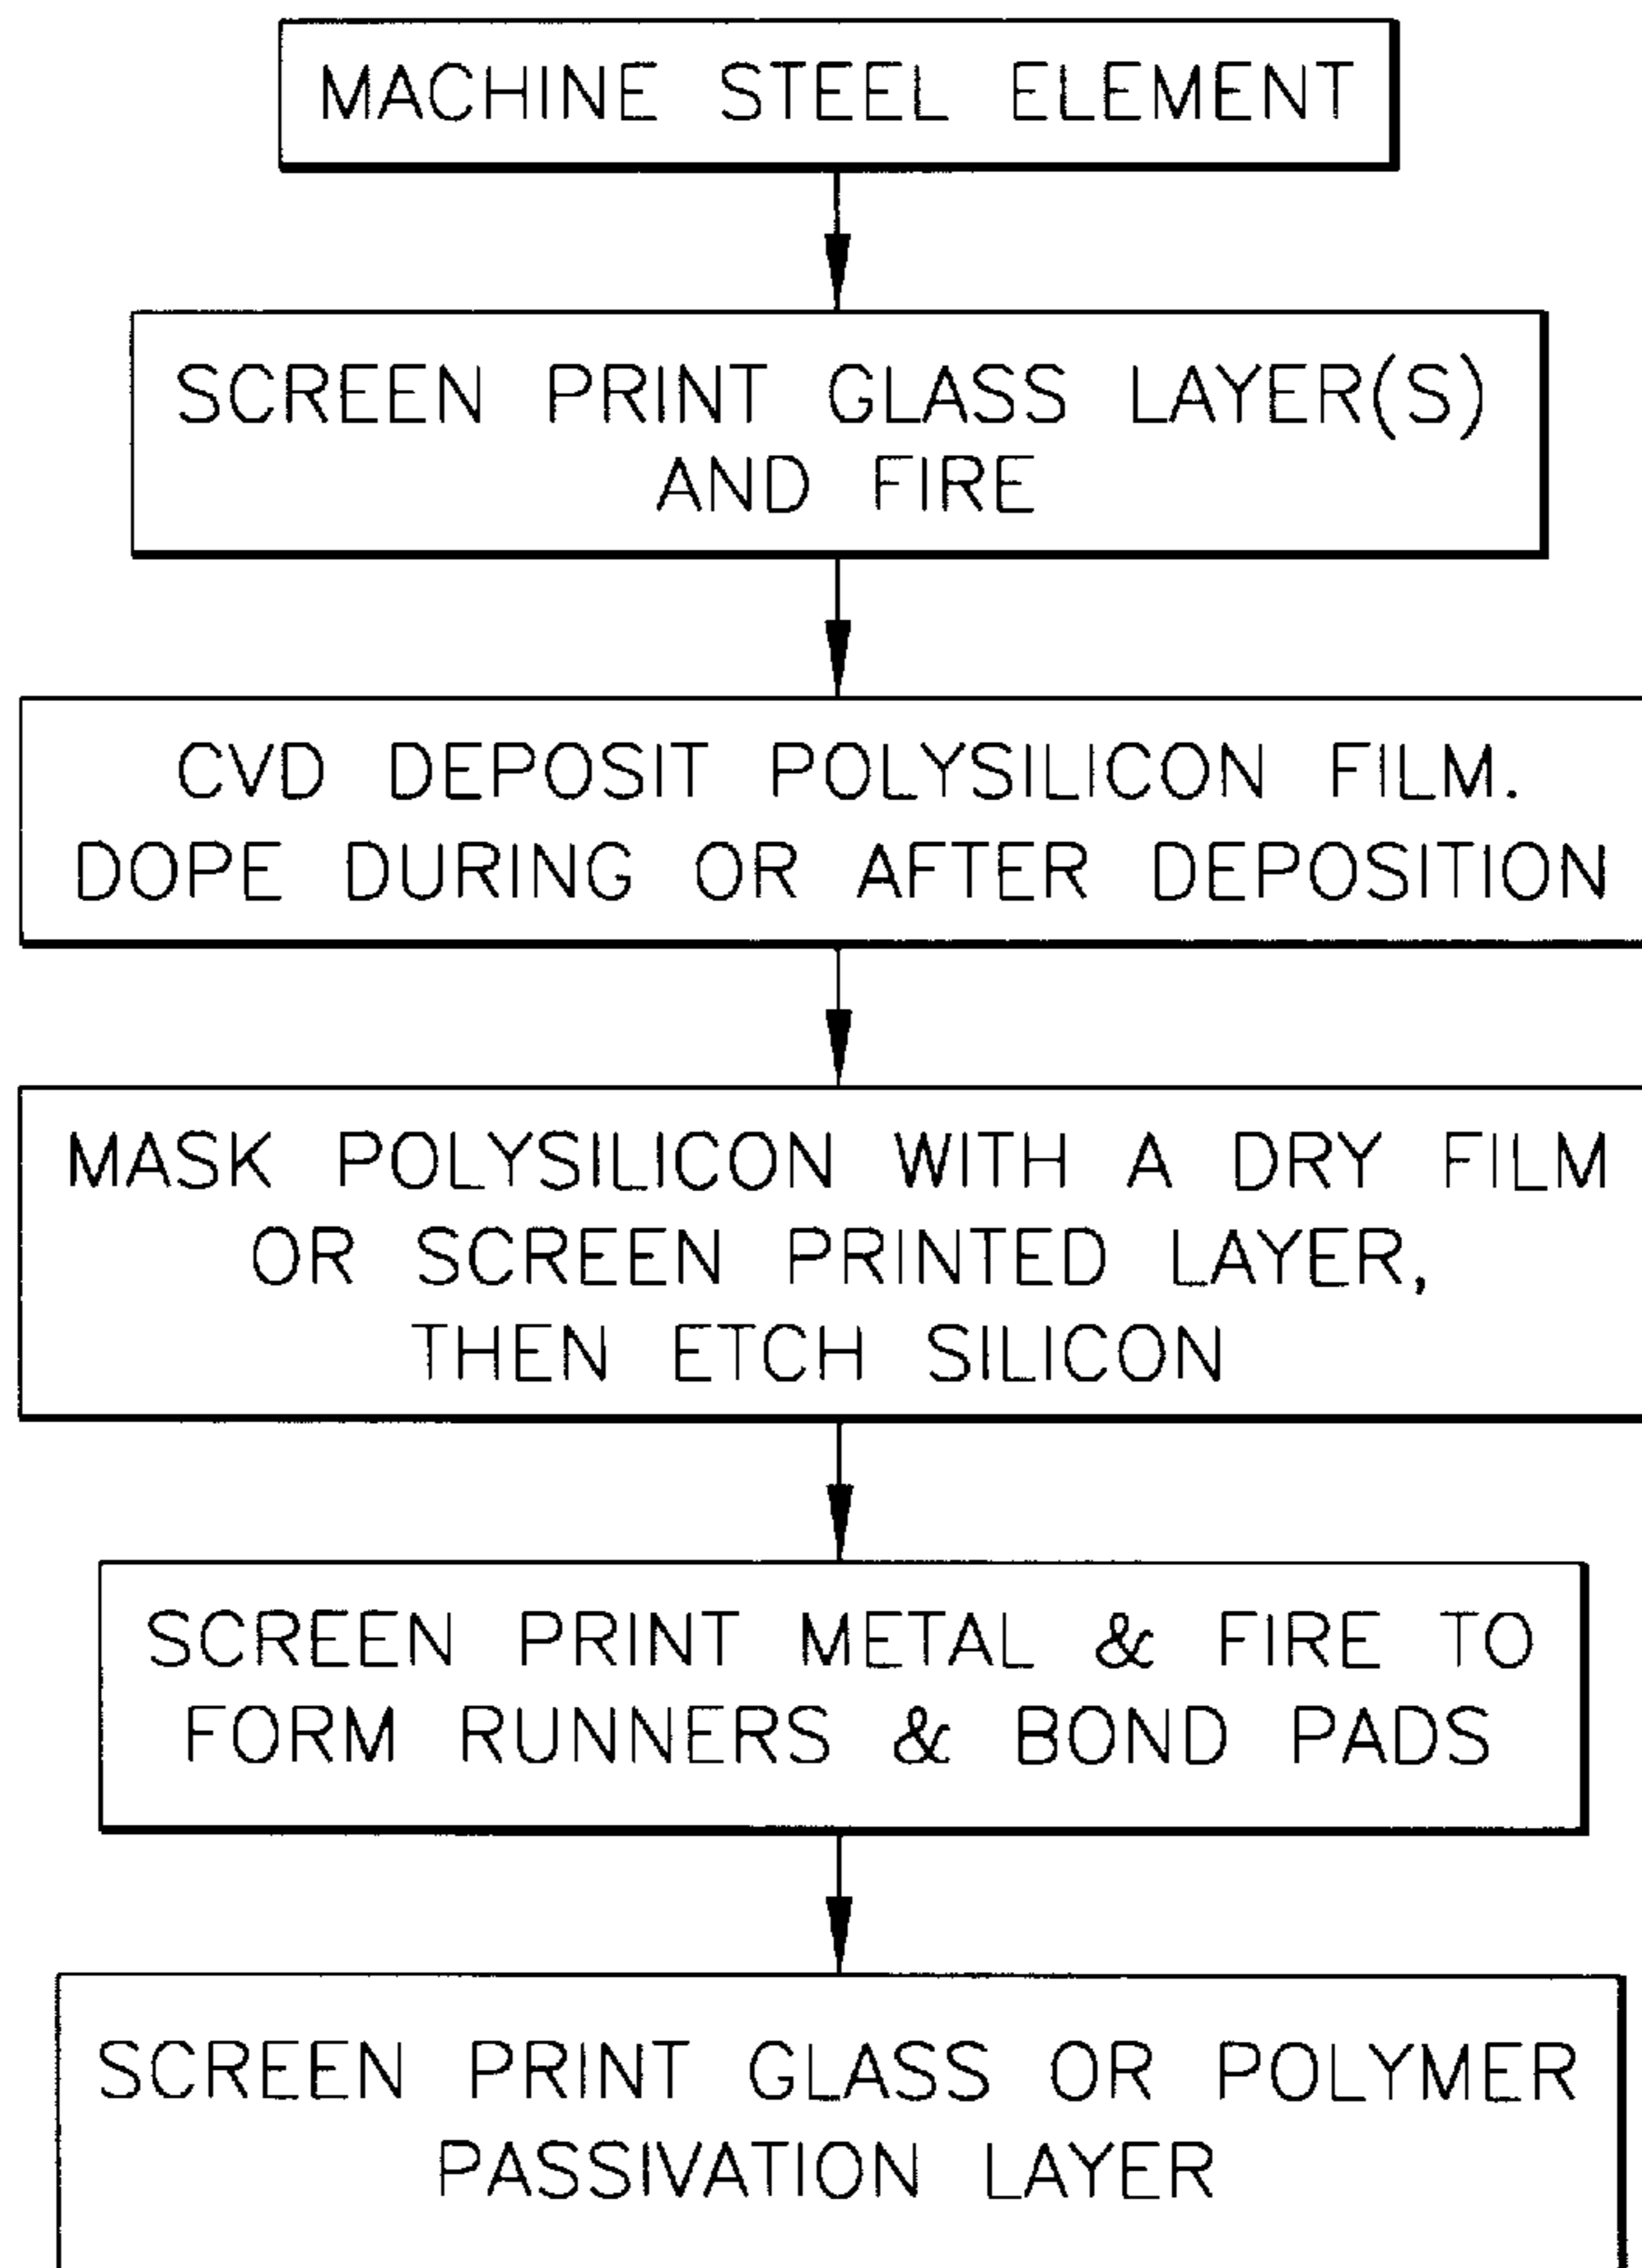 MACHINE STEEL ELEMENT
SCREEN PRINT GLASS LAYER(S)
AND FIRE
CVD DEPOSIT POLYSILICON FILM.
DOPE DURING OR AFTER DEPOSITION
MASK POLYSILICON WITH A DRY FILM
OR SCREEN PRINTED LAYER,
THEN ETCH SILICON
SCREEN PRINT METAL & FIRE TO
FORM RUNNERS & BOND PADS
SCREEN PRINT GLASS OR POLYMER
PASSIVATION LAYER